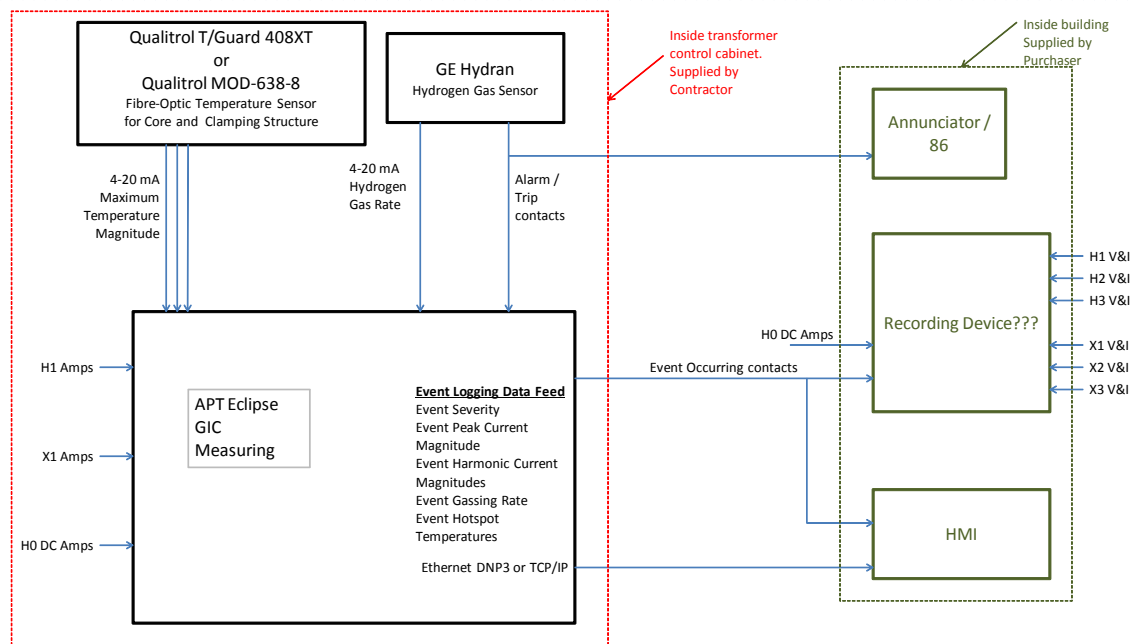 Qualitrol T/Guard 408XT
or
Qualitrol MOD-638-8
Fibre-Optic Temperature Sensor
for Core and Clamping Structure
GE Hydran
Hydrogen Gas Sensor
Inside transformer
control cabinet.
Supplied by
Contractor
Inside building
Supplied by
Purchaser
Annunciator /
86
4-20 mA
Maximum
Temperature
Magnitude
4-20 mA
Hydrogen
Gas Rate
Alarm /
Trip
contacts
H1 V&I
H2 V&I
H3 V&I
X1 V&I
X2 V&I
X3 V&I
Recording Device???
H0 DC Amps
Event Occurring contacts
H1 Amps
X1 Amps
H0 DC Amps
APT Eclipse
GIC
Measuring
Event Logging Data Feed
Event Severity
Event Peak Current
Magnitude
Event Harmonic Current
Magnitudes
Event Gassing Rate
Event Hotspot
Temperatures
Ethernet DNP3 or TCP/IP
HMI